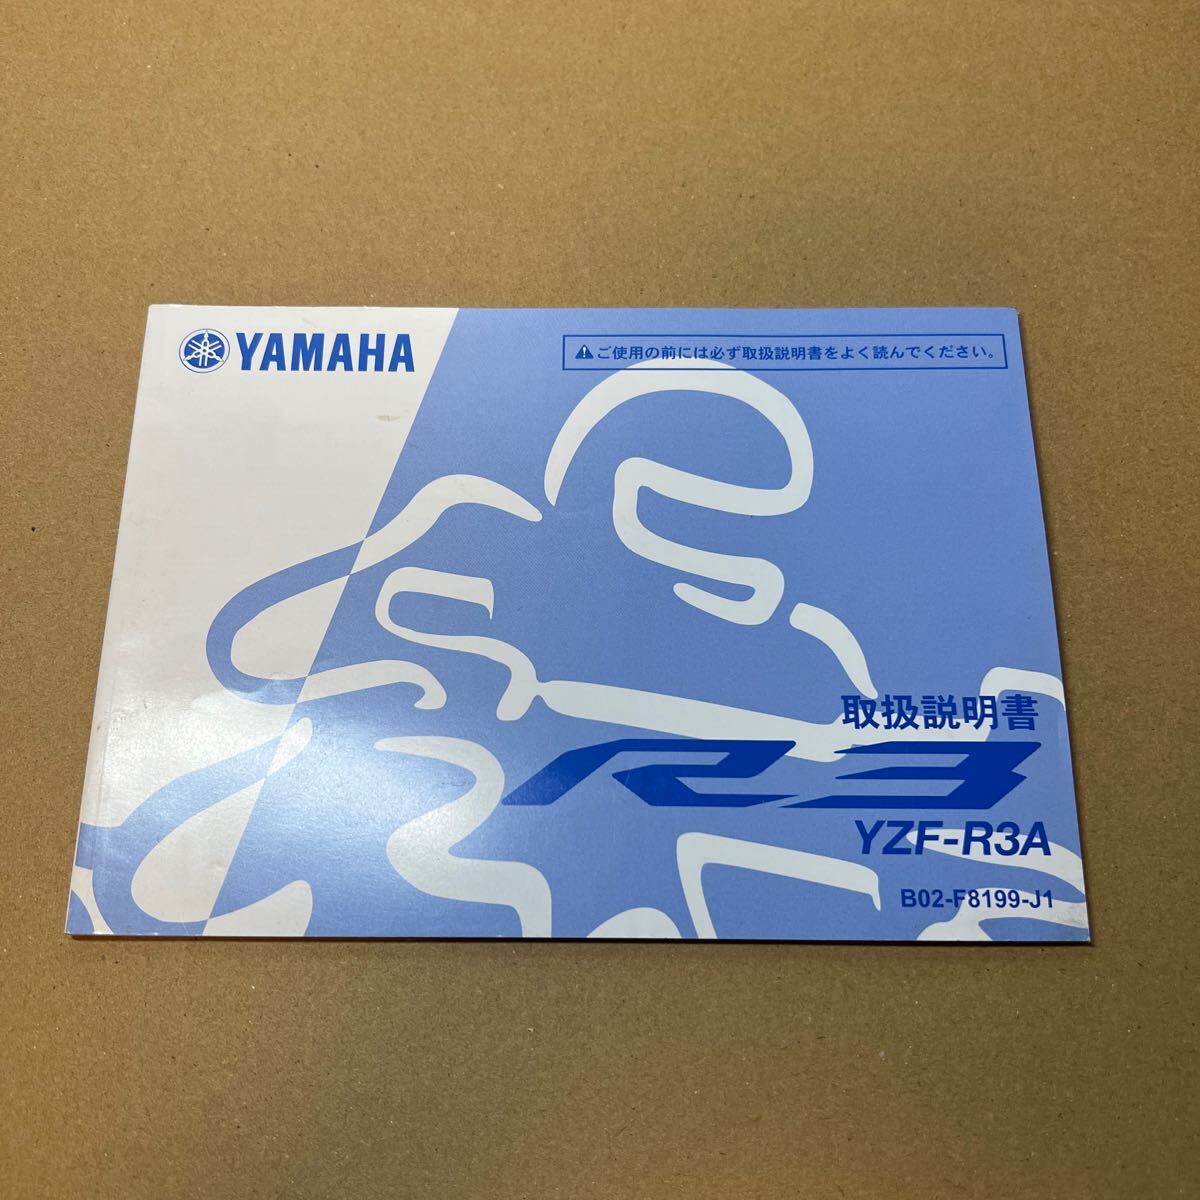 YAMAHA
⚠ご使用の前には必ず取扱説明書をよく読んでください。
取扱説明書
R3
YZF-R3A
B02-F8199-J1